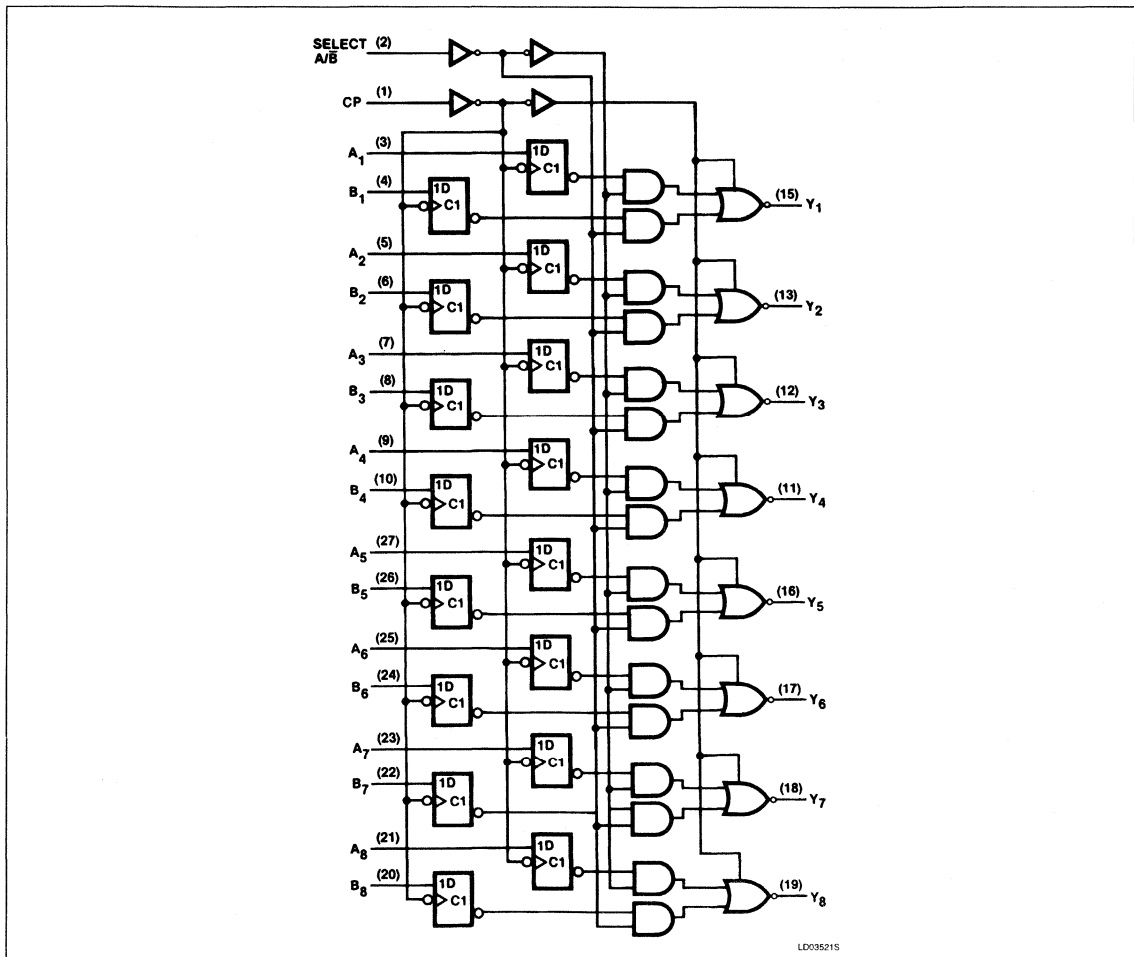 SELECT (2)
A/B̅
CP (1)
A1 (3) 1D C1
B1 (4) 1D C1 (15) Y1
A2 (5) 1D C1
B2 (6) 1D C1 (13) Y2
A3 (7) 1D C1
B3 (8) 1D C1 (12) Y3
A4 (9) 1D C1
B4 (10) 1D C1 (11) Y4
A5 (27) 1D C1
B5 (26) 1D C1 (16) Y5
A6 (25) 1D C1
B6 (24) 1D C1 (17) Y6
A7 (23) 1D C1
B7 (22) 1D C1 (18) Y7
A8 (21) 1D C1
B8 (20) 1D C1 (19) Y8
LD03521S